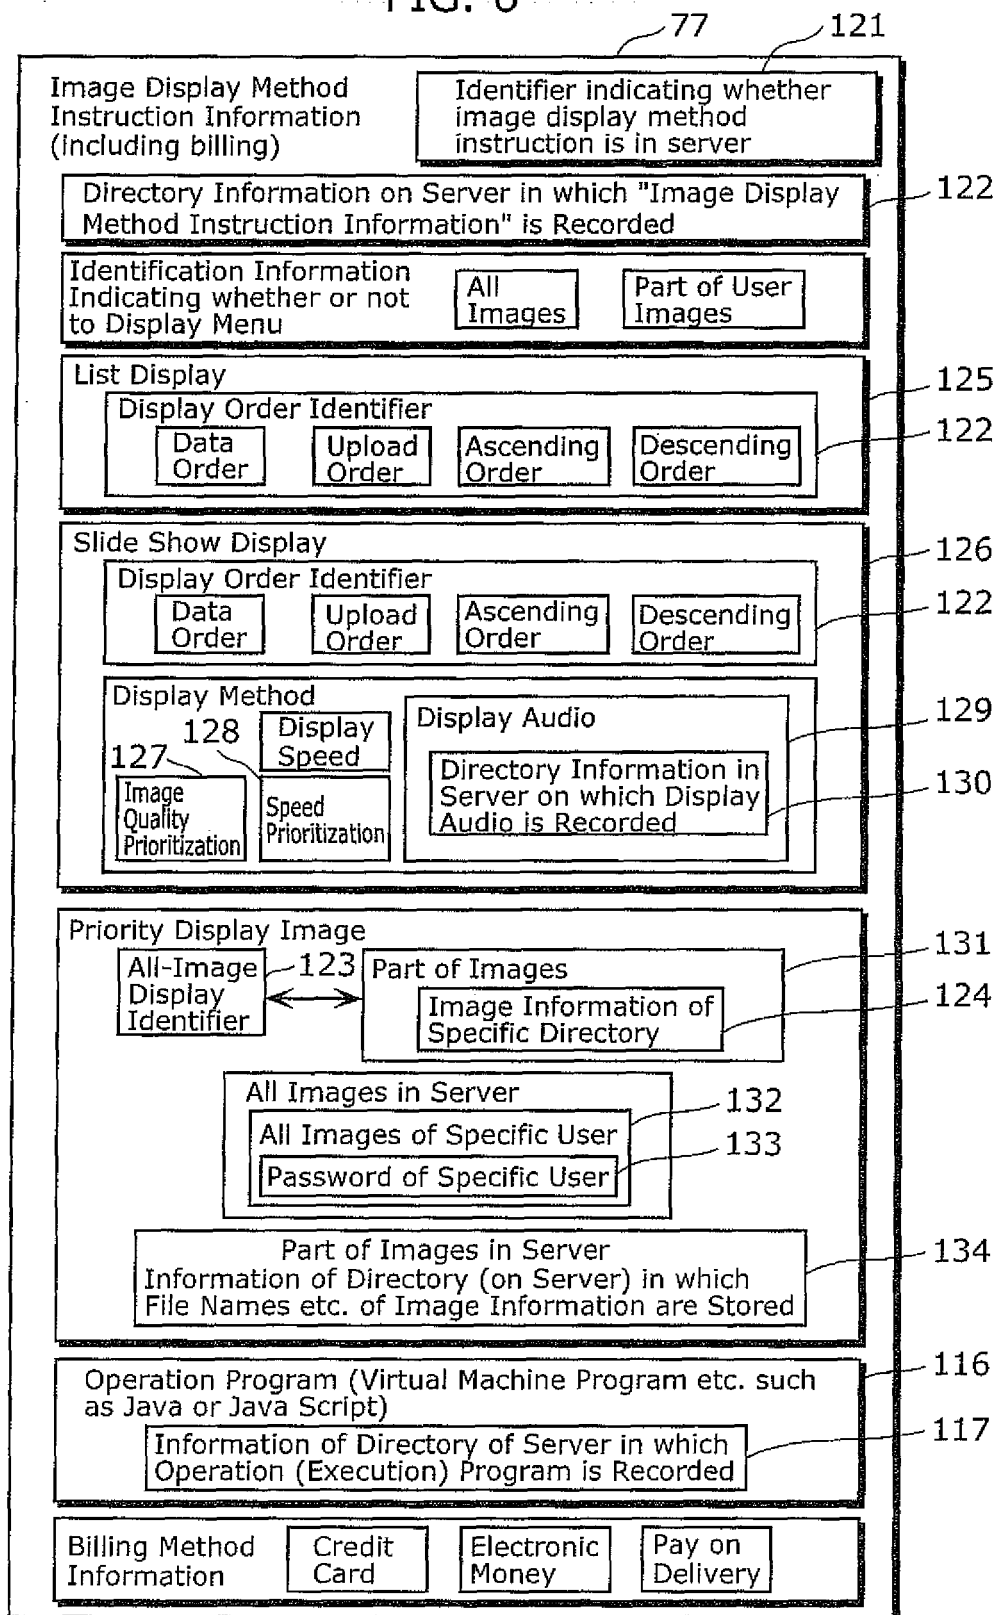 FIG. 6
77
121
Image Display Method
Instruction Information
(including billing)
Identifier indicating whether
image display method
instruction is in server
Directory Information on Server in which "Image Display
Method Instruction Information" is Recorded
122
Identification Information
Indicating whether or not
to Display Menu
All
Images
Part of User
Images
List Display
125
Display Order Identifier
122
Data
Order
Upload
Order
Ascending
Order
Descending
Order
Slide Show Display
126
Display Order Identifier
122
Data
Order
Upload
Order
Ascending
Order
Descending
Order
Display Method
128
127
Display
Speed
Image
Quality
Prioritization
Speed
Prioritization
Display Audio
129
Directory Information in
Server on which Display
Audio is Recorded
130
Priority Display Image
All-Image
Display
Identifier
123
Part of Images
131
Image Information of
Specific Directory
124
All Images in Server
All Images of Specific User
132
Password of Specific User
133
Part of Images in Server
Information of Directory (on Server) in which
File Names etc. of Image Information are Stored
134
Operation Program (Virtual Machine Program etc. such
as Java or Java Script)
116
Information of Directory of Server in which
Operation (Execution) Program is Recorded
117
Billing Method
Information
Credit
Card
Electronic
Money
Pay on
Delivery